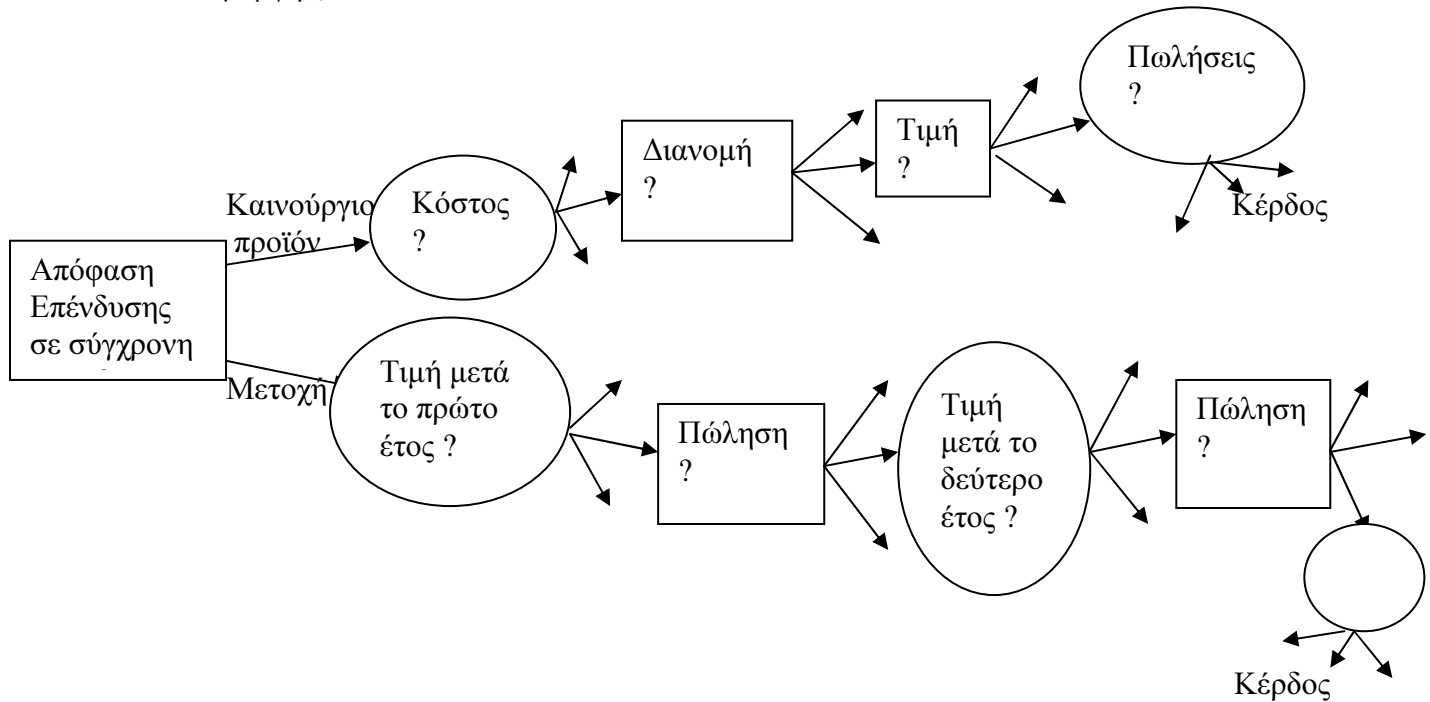 Πωλήσεις
?
Τιμή
?
Διανομή
?
Κόστος
?
Καινούργιο
προϊόν
Κέρδος
Απόφαση
Επένδυσης
σε σύγχρονη
Μετοχή
Τιμή μετά
το πρώτο
έτος ?
Πώληση
?
Τιμή
μετά το
δεύτερο
έτος ?
Πώληση
?
Κέρδος